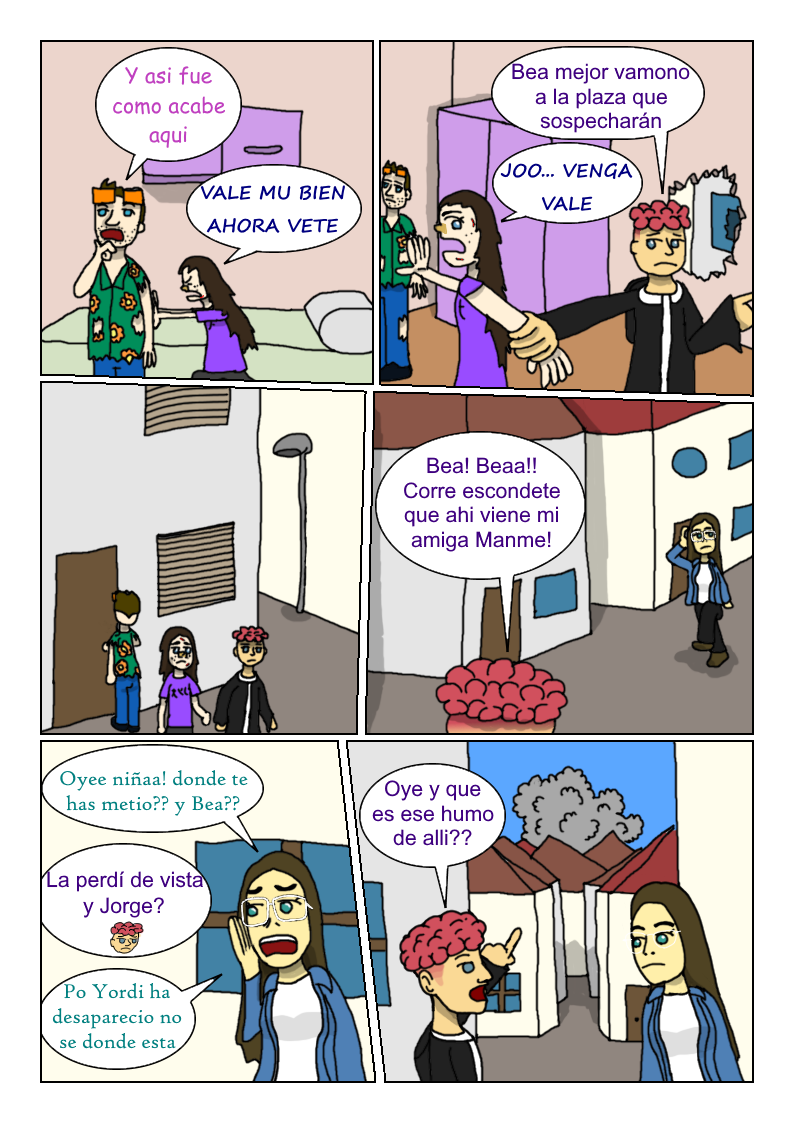 Y asi fue
como acabe
aqui
VALE MU BIEN
AHORA VETE
Bea mejor vamono
a la plaza que
sospecharán
JOO... VENGA
VALE
Bea! Beaa!!
Corre escondete
que ahi viene mi
amiga Manme!
Oyee niñaa! donde te
has metio?? y Bea??
La perdí de vista
y Jorge?
Po Yordi ha
desaparecio no
se donde esta
Oye y que
es ese humo
de alli??